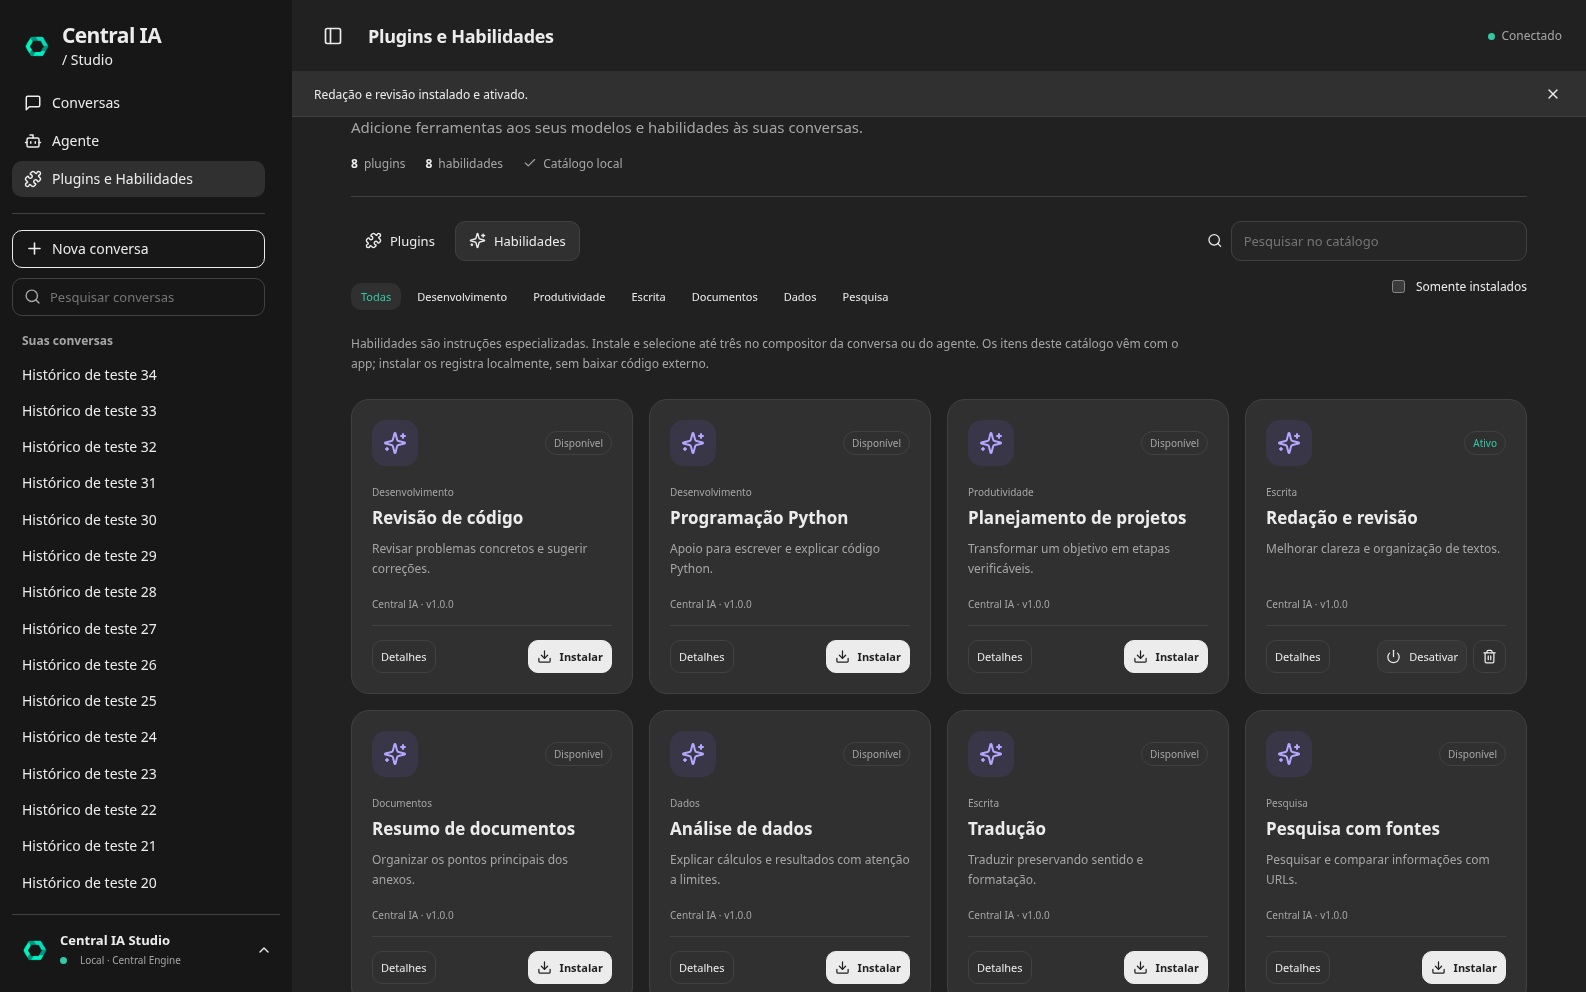 Central IA
/ Studio
Conversas
Agente
Plugins e Habilidades
Nova conversa
Pesquisar conversas
Suas conversas
Histórico de teste 34
Histórico de teste 33
Histórico de teste 32
Histórico de teste 31
Histórico de teste 30
Histórico de teste 29
Histórico de teste 28
Histórico de teste 27
Histórico de teste 26
Histórico de teste 25
Histórico de teste 24
Histórico de teste 23
Histórico de teste 22
Histórico de teste 21
Histórico de teste 20
Central IA Studio
Local · Central Engine
Plugins e Habilidades
Conectado
Redação e revisão instalado e ativado.
Adicione ferramentas aos seus modelos e habilidades às suas conversas.
8 plugins 8 habilidades Catálogo local
Plugins Habilidades
Pesquisar no catálogo
Todas Desenvolvimento Produtividade Escrita Documentos Dados Pesquisa
Somente instalados
Habilidades são instruções especializadas. Instale e selecione até três no compositor da conversa ou do agente. Os itens deste catálogo vêm com o
app; instalar os registra localmente, sem baixar código externo.
Disponível
Desenvolvimento
Revisão de código
Revisar problemas concretos e sugerir
correções.
Central IA · v1.0.0
Detalhes Instalar
Disponível
Desenvolvimento
Programação Python
Apoio para escrever e explicar código
Python.
Central IA · v1.0.0
Detalhes Instalar
Disponível
Produtividade
Planejamento de projetos
Transformar um objetivo em etapas
verificáveis.
Central IA · v1.0.0
Detalhes Instalar
Ativo
Escrita
Redação e revisão
Melhorar clareza e organização de textos.
Central IA · v1.0.0
Detalhes Desativar
Disponível
Documentos
Resumo de documentos
Organizar os pontos principais dos
anexos.
Central IA · v1.0.0
Detalhes Instalar
Disponível
Dados
Análise de dados
Explicar cálculos e resultados com atenção
a limites.
Central IA · v1.0.0
Detalhes Instalar
Disponível
Escrita
Tradução
Traduzir preservando sentido e
formatação.
Central IA · v1.0.0
Detalhes Instalar
Disponível
Pesquisa
Pesquisa com fontes
Pesquisar e comparar informações com
URLs.
Central IA · v1.0.0
Detalhes Instalar